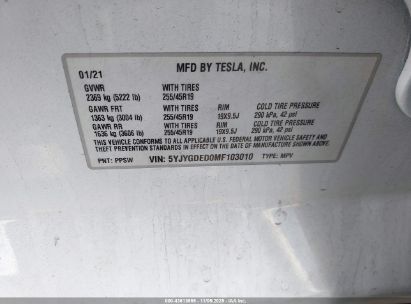 01/21 MFD BY TESLA, INC.
GVWR WITH TIRES
2369 kg (5222 lb) 255/45R19
GAWR FRT WITH TIRES RIM COLD TIRE PRESSURE
1363 kg (3004 lb) 255/45R19 19X9.5J 290 kPa, 42 psi
GAWR RR WITH TIRES RIM COLD TIRE PRESSURE
1636 kg (3606 lb) 255/45R19 19X9.5J 290 kPa, 42 psi
THIS VEHICLE CONFORMS TO ALL APPLICABLE U.S. FEDERAL MOTOR VEHICLE SAFETY AND
THEFT PREVENTION STANDARDS IN EFFECT ON THE DATE OF MANUFACTURE SHOWN ABOVE.
PNT: PPSW VIN: 5YJYGDED0MF103010 TYPE: MPV